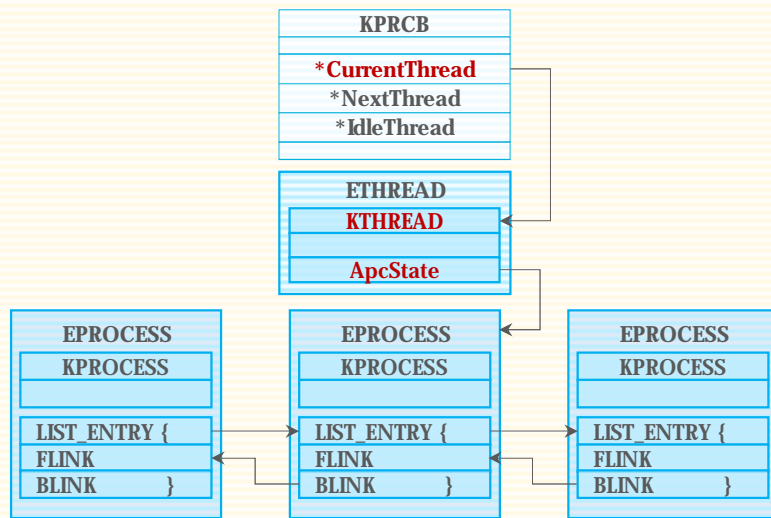 KPRCB
*CurrentThread
*NextThread
*IdleThread
ETHREAD
KTHREAD
ApcState
EPROCESS
KPROCESS
LIST_ENTRY {
FLINK
BLINK }
EPROCESS
KPROCESS
LIST_ENTRY {
FLINK
BLINK }
EPROCESS
KPROCESS
LIST_ENTRY {
FLINK
BLINK }